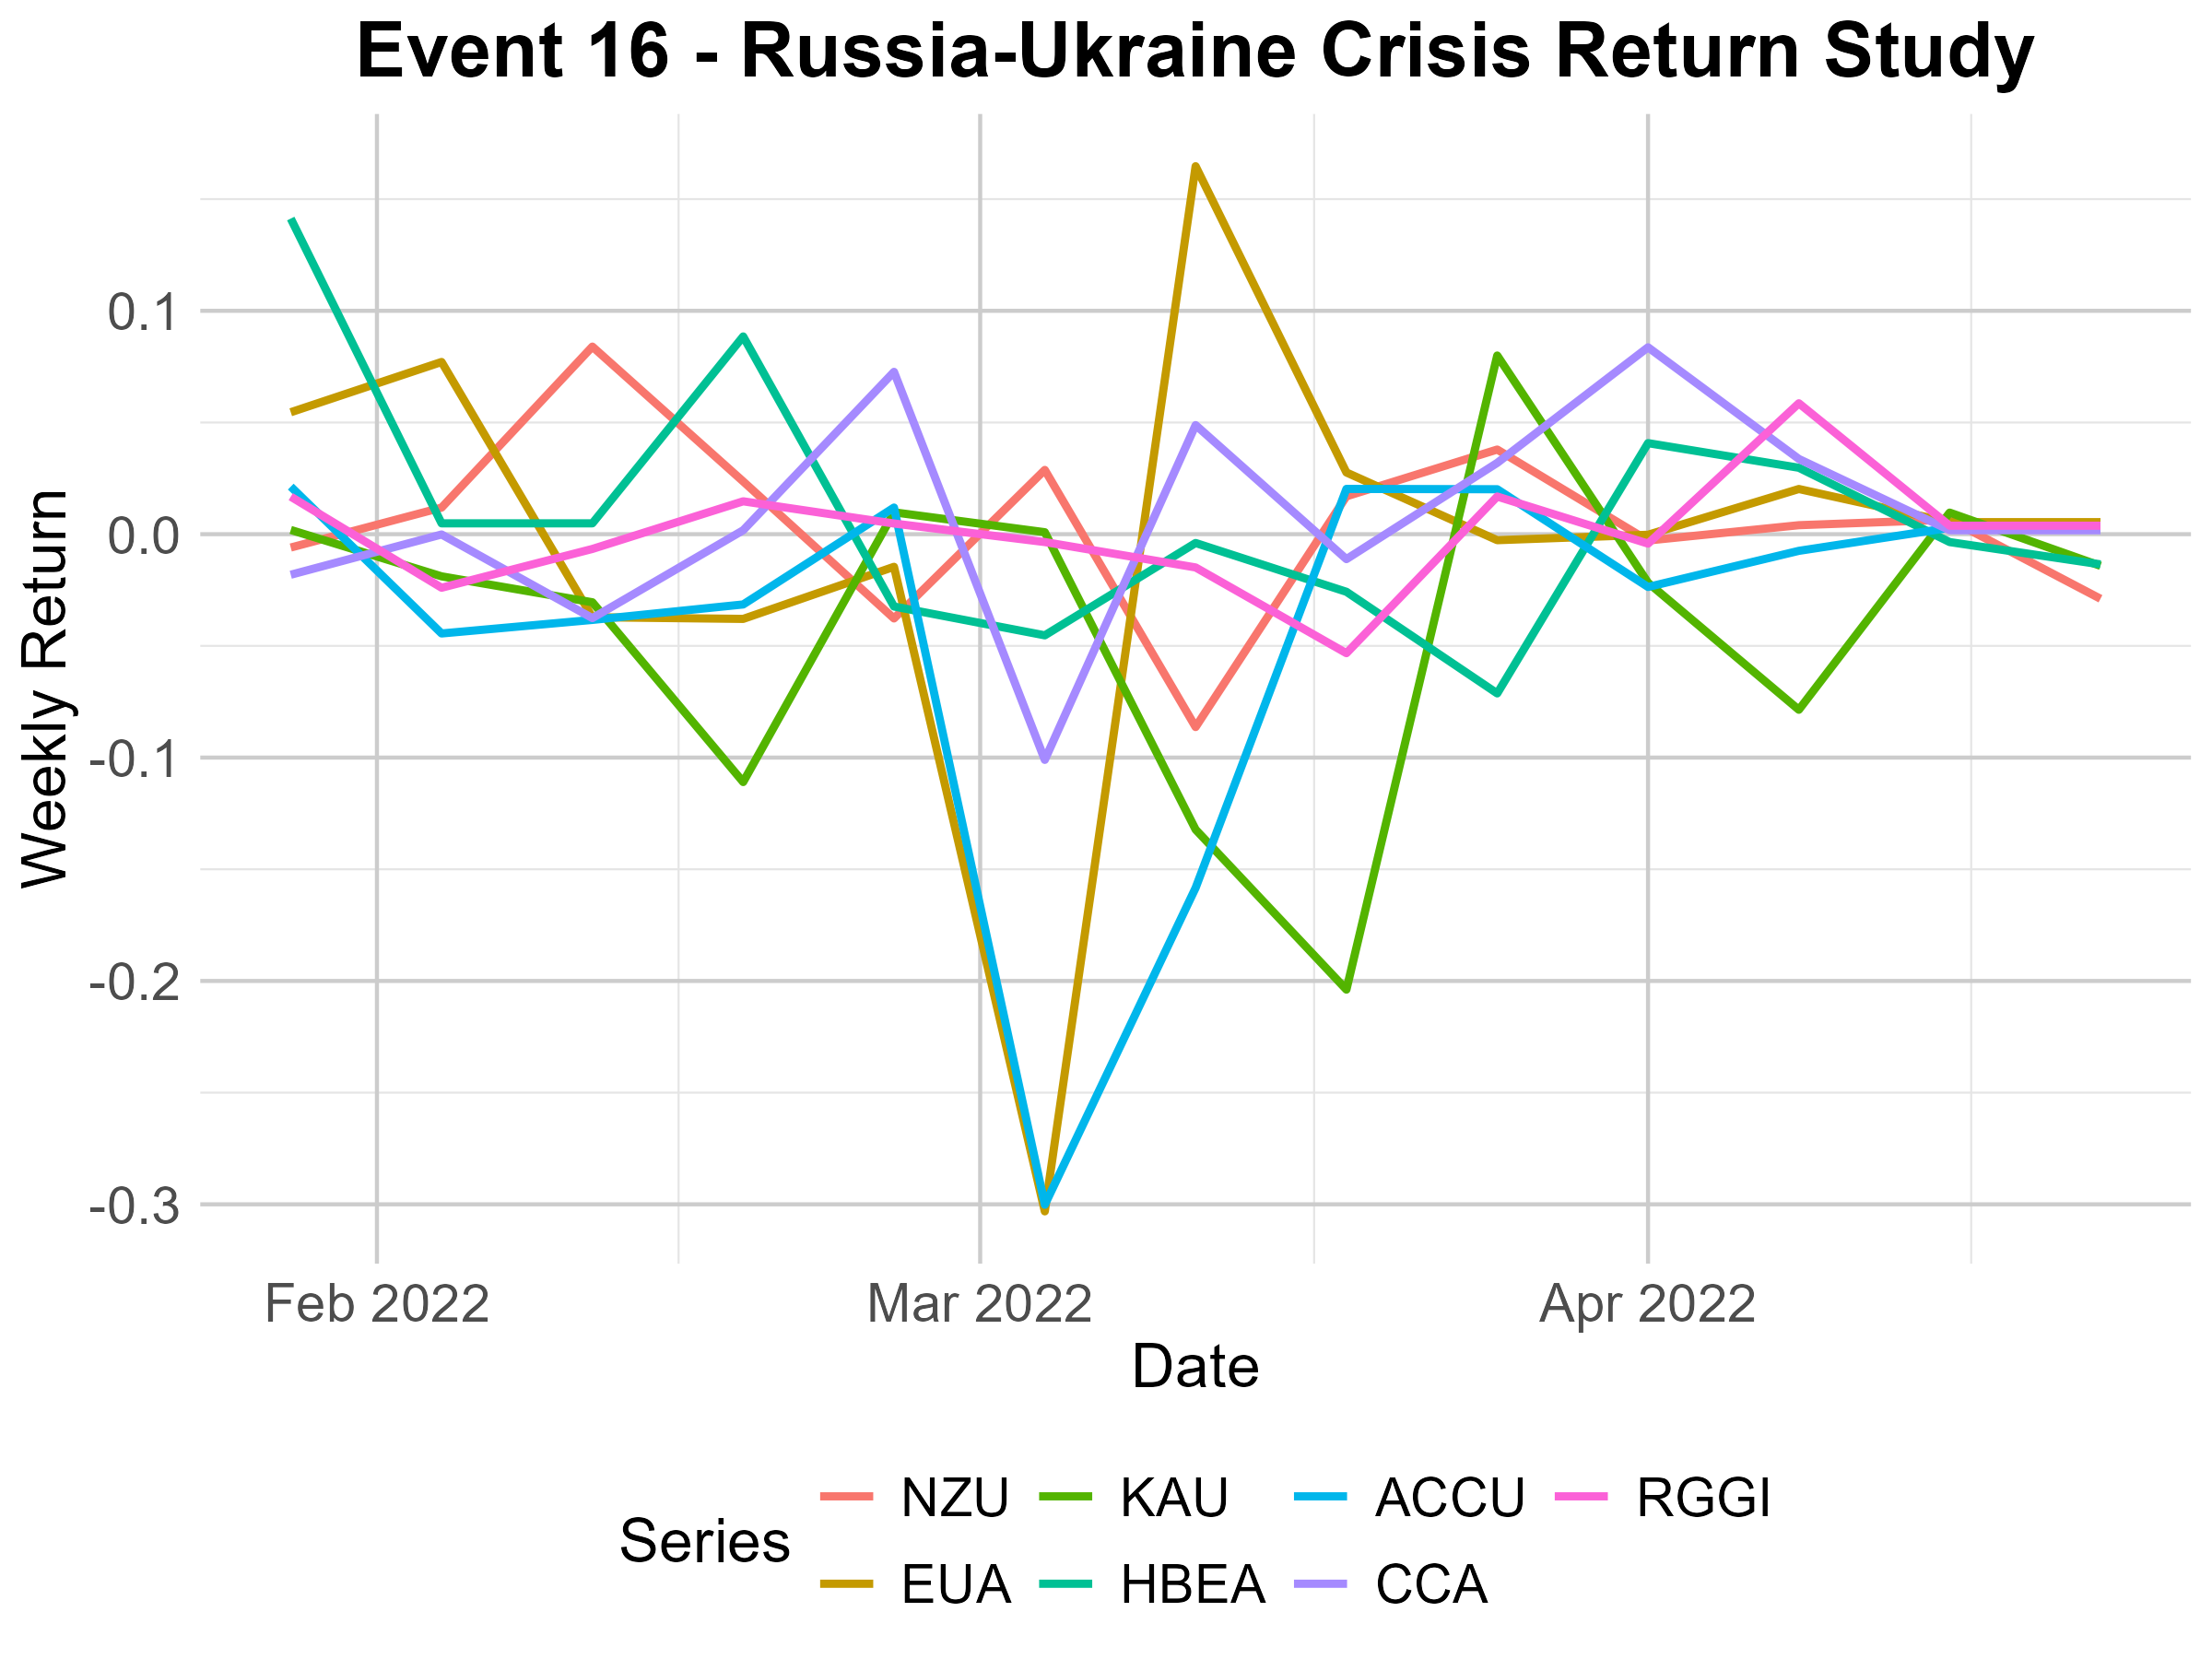 Event 16 - Russia-Ukraine Crisis Return Study
Weekly Return
0.1
0.0
-0.1
-0.2
-0.3
Feb 2022
Mar 2022
Apr 2022
Date
Series
NZU
KAU
ACCU
RGGI
EUA
HBEA
CCA